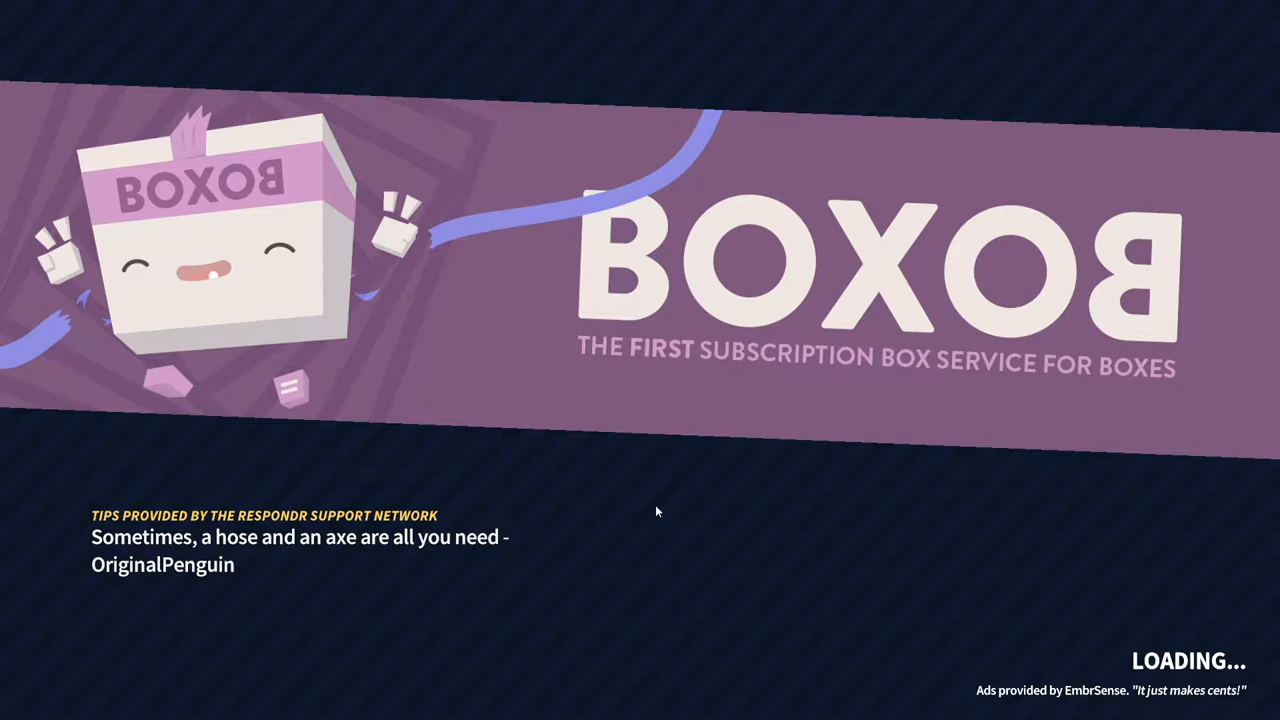 BOXOB
BOXOB
THE FIRST SUBSCRIPTION BOX SERVICE FOR BOXES
TIPS PROVIDED BY THE RESPONDR SUPPORT NETWORK
Sometimes, a hose and an axe are all you need -
OriginalPenguin
LOADING...
Ads provided by EmbrSense. "It just makes cents!"